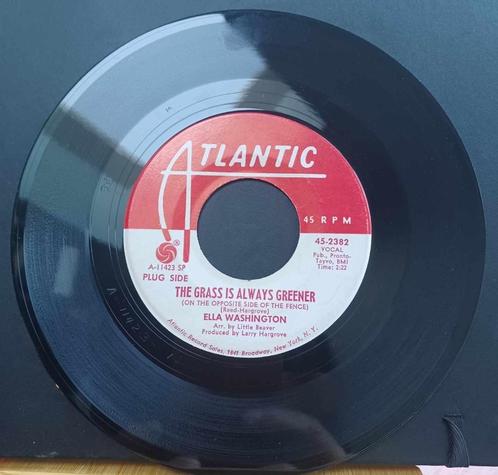 ATLANTIC
45 RPM
A-11423 SP
PLUG SIDE
45-2382
VOCAL
Pub., Pronto-
Tayvo, BMI
Time: 2:22
THE GRASS IS ALWAYS GREENER
(ON THE OPPOSITE SIDE OF THE FENCE)
(Reed-Hargrove)
ELLA WASHINGTON
Arr. by Little Beaver
Produced by Larry Hargrove
Atlantic Record Sales, 1841 Broadway, New York, N.Y.